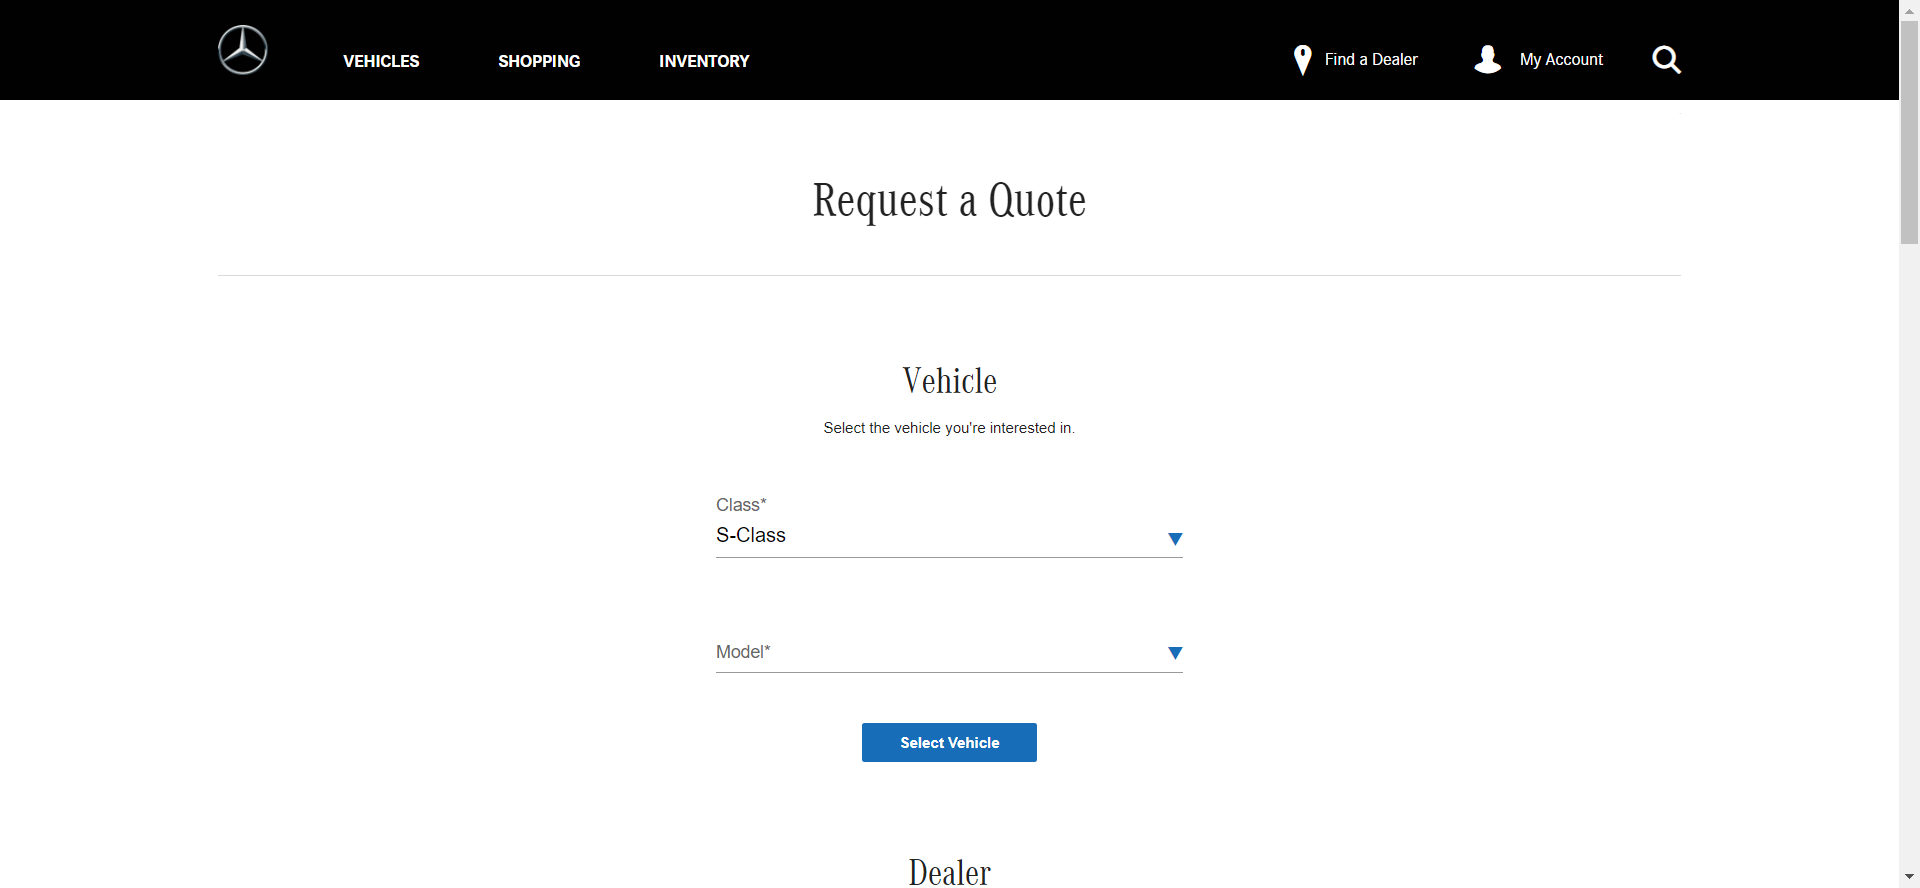 VEHICLES SHOPPING INVENTORY Find a Dealer My Account
Request a Quote
Vehicle
Select the vehicle you're interested in.
Class*
S-Class
Model*
Select Vehicle
Dealer